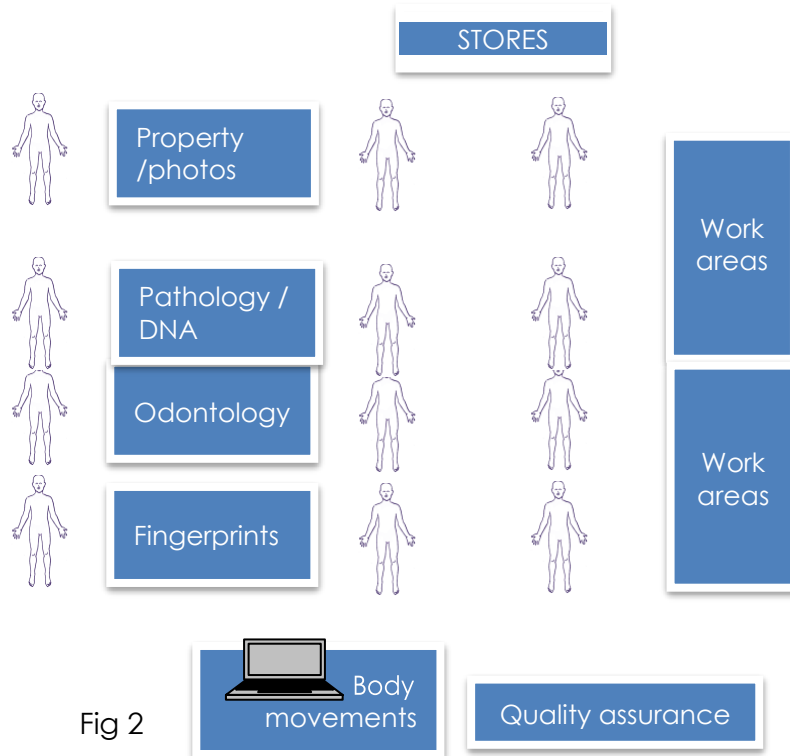 STORES
Property
/photos
Work
areas
Pathology /
DNA
Odontology
Work
areas
Fingerprints
Body
movements
Quality assurance
Fig 2